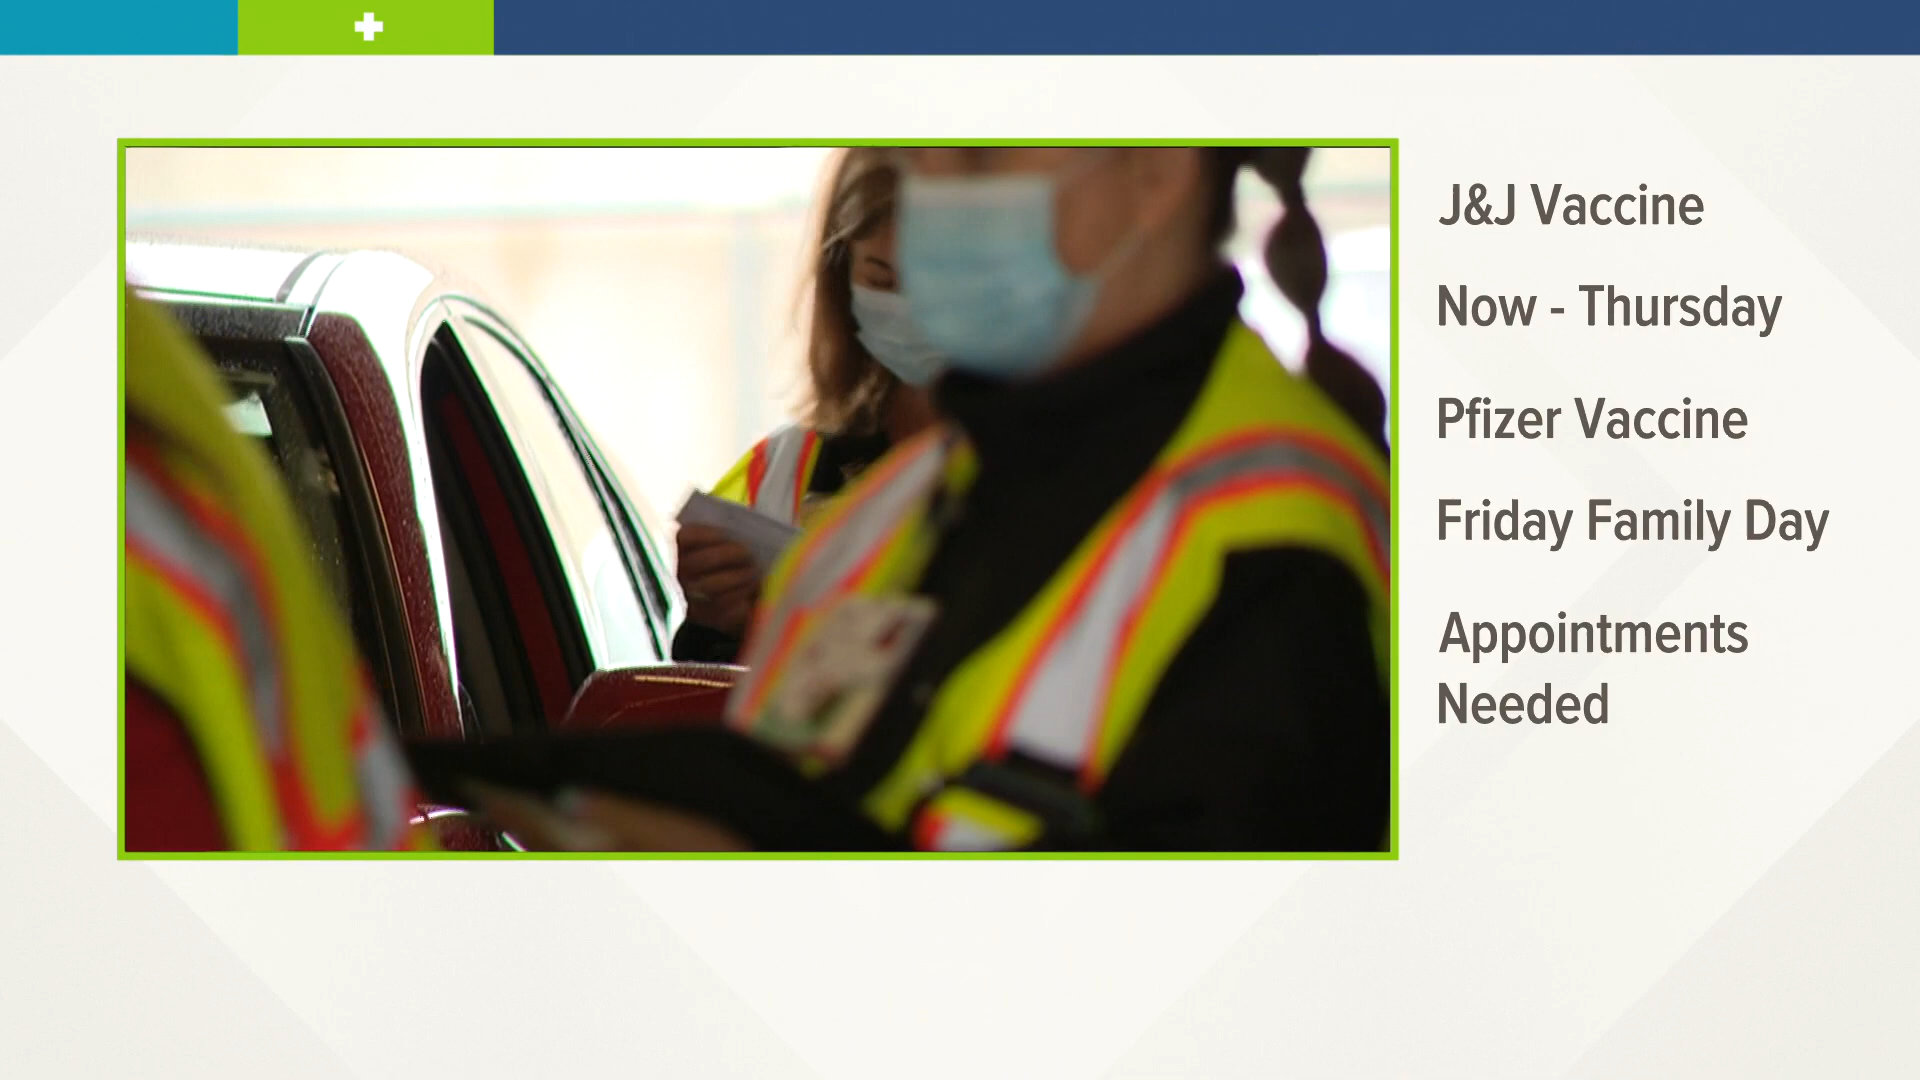 J&J Vaccine
Now - Thursday
Pfizer Vaccine
Friday Family Day
Appointments
Needed